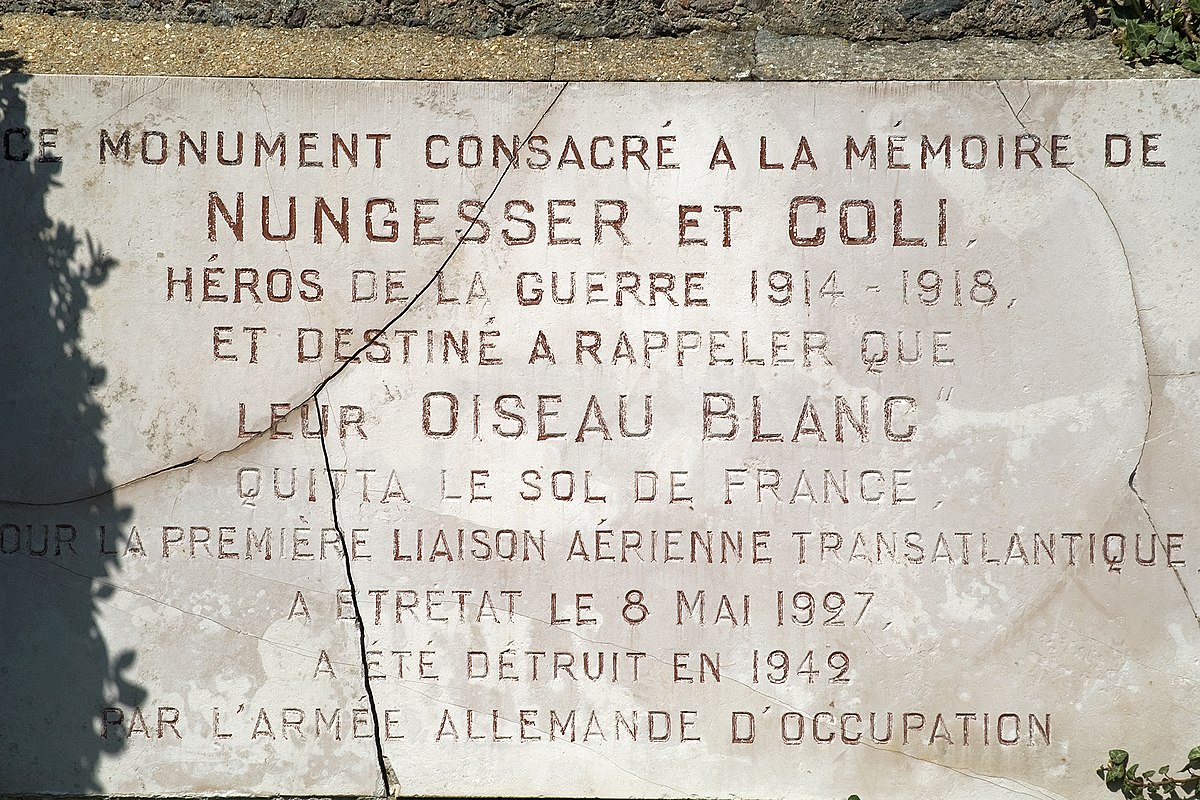 CE MONUMENT CONSACRÉ A LA MÉMOIRE DE
NUNGESSER ET COLI,
HÉROS DE LA GUERRE 1914 - 1918,
ET DESTINÉ A RAPPELER QUE
LEUR "OISEAU BLANC"
QUITTA LE SOL DE FRANCE,
OUR LA PREMIÈRE LIAISON AÉRIENNE TRANSATLANTIQUE,
A ETRETAT LE 8 MAI 1927,
A ÉTÉ DÉTRUIT EN 1942
PAR L'ARMÉE ALLEMANDE D'OCCUPATION